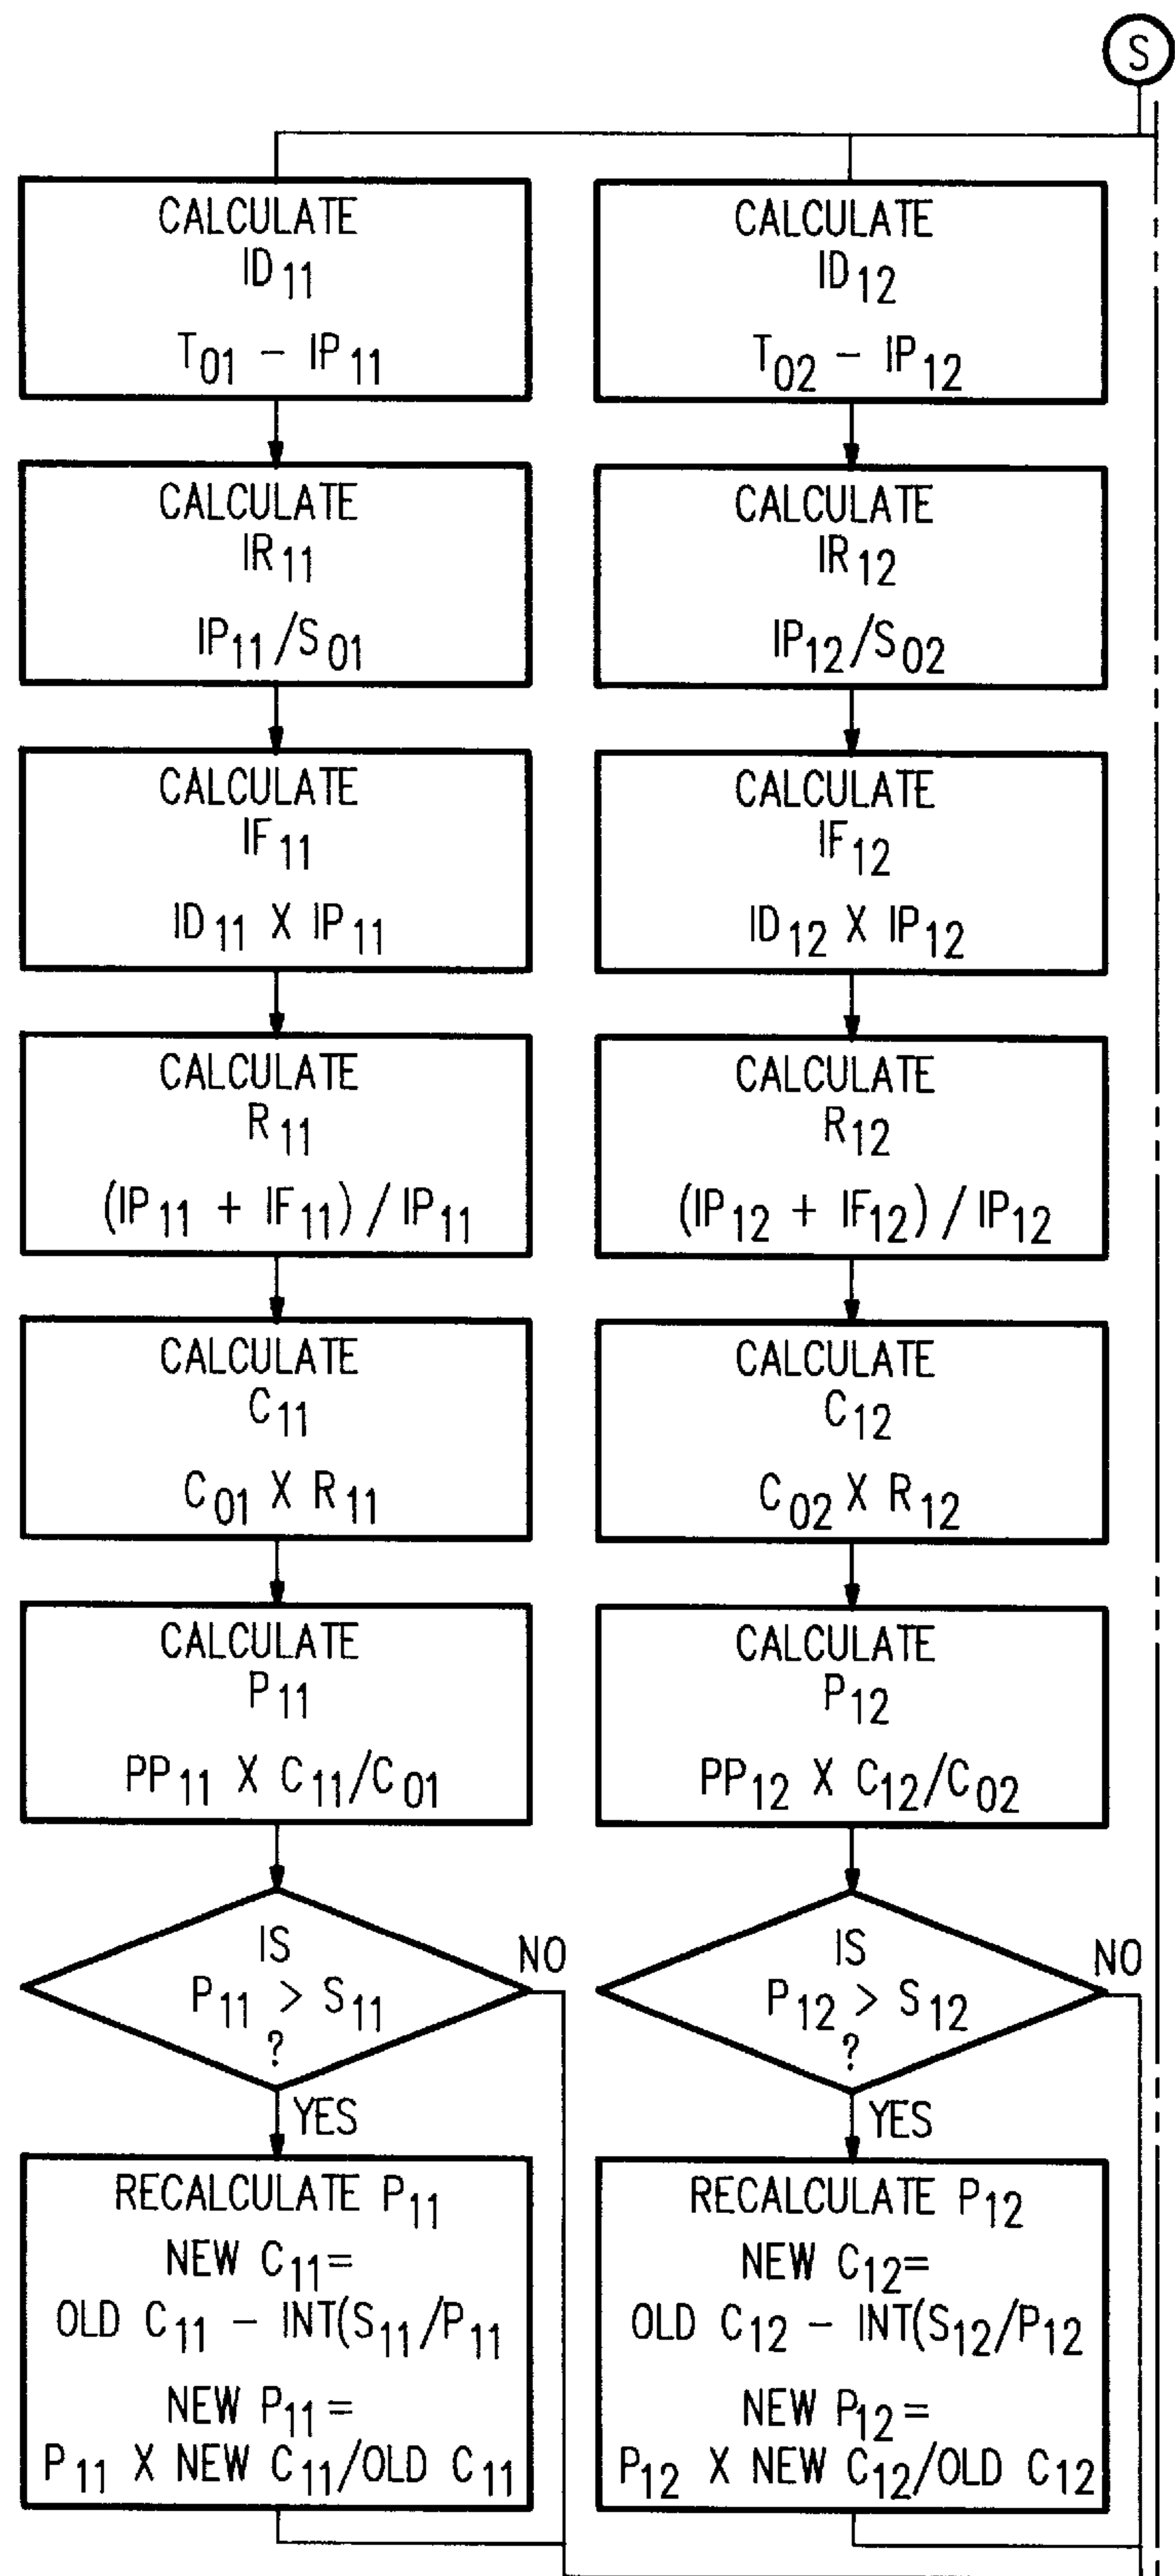 S
CALCULATE
ID11
T01 - IP11
CALCULATE
IR11
IP11/S01
CALCULATE
IF11
ID11 X IP11
CALCULATE
R11
(IP11 + IF11) / IP11
CALCULATE
C11
C01 X R11
CALCULATE
P11
PP11 X C11/C01
IS
P11 > S11
?
NO
YES
RECALCULATE P11
NEW C11=
OLD C11 - INT(S11/P11
NEW P11=
P11 X NEW C11/OLD C11
CALCULATE
ID12
T02 - IP12
CALCULATE
IR12
IP12/S02
CALCULATE
IF12
ID12 X IP12
CALCULATE
R12
(IP12 + IF12) / IP12
CALCULATE
C12
C02 X R12
CALCULATE
P12
PP12 X C12/C02
IS
P12 > S12
?
NO
YES
RECALCULATE P12
NEW C12=
OLD C12 - INT(S12/P12
NEW P12=
P12 X NEW C12/OLD C12